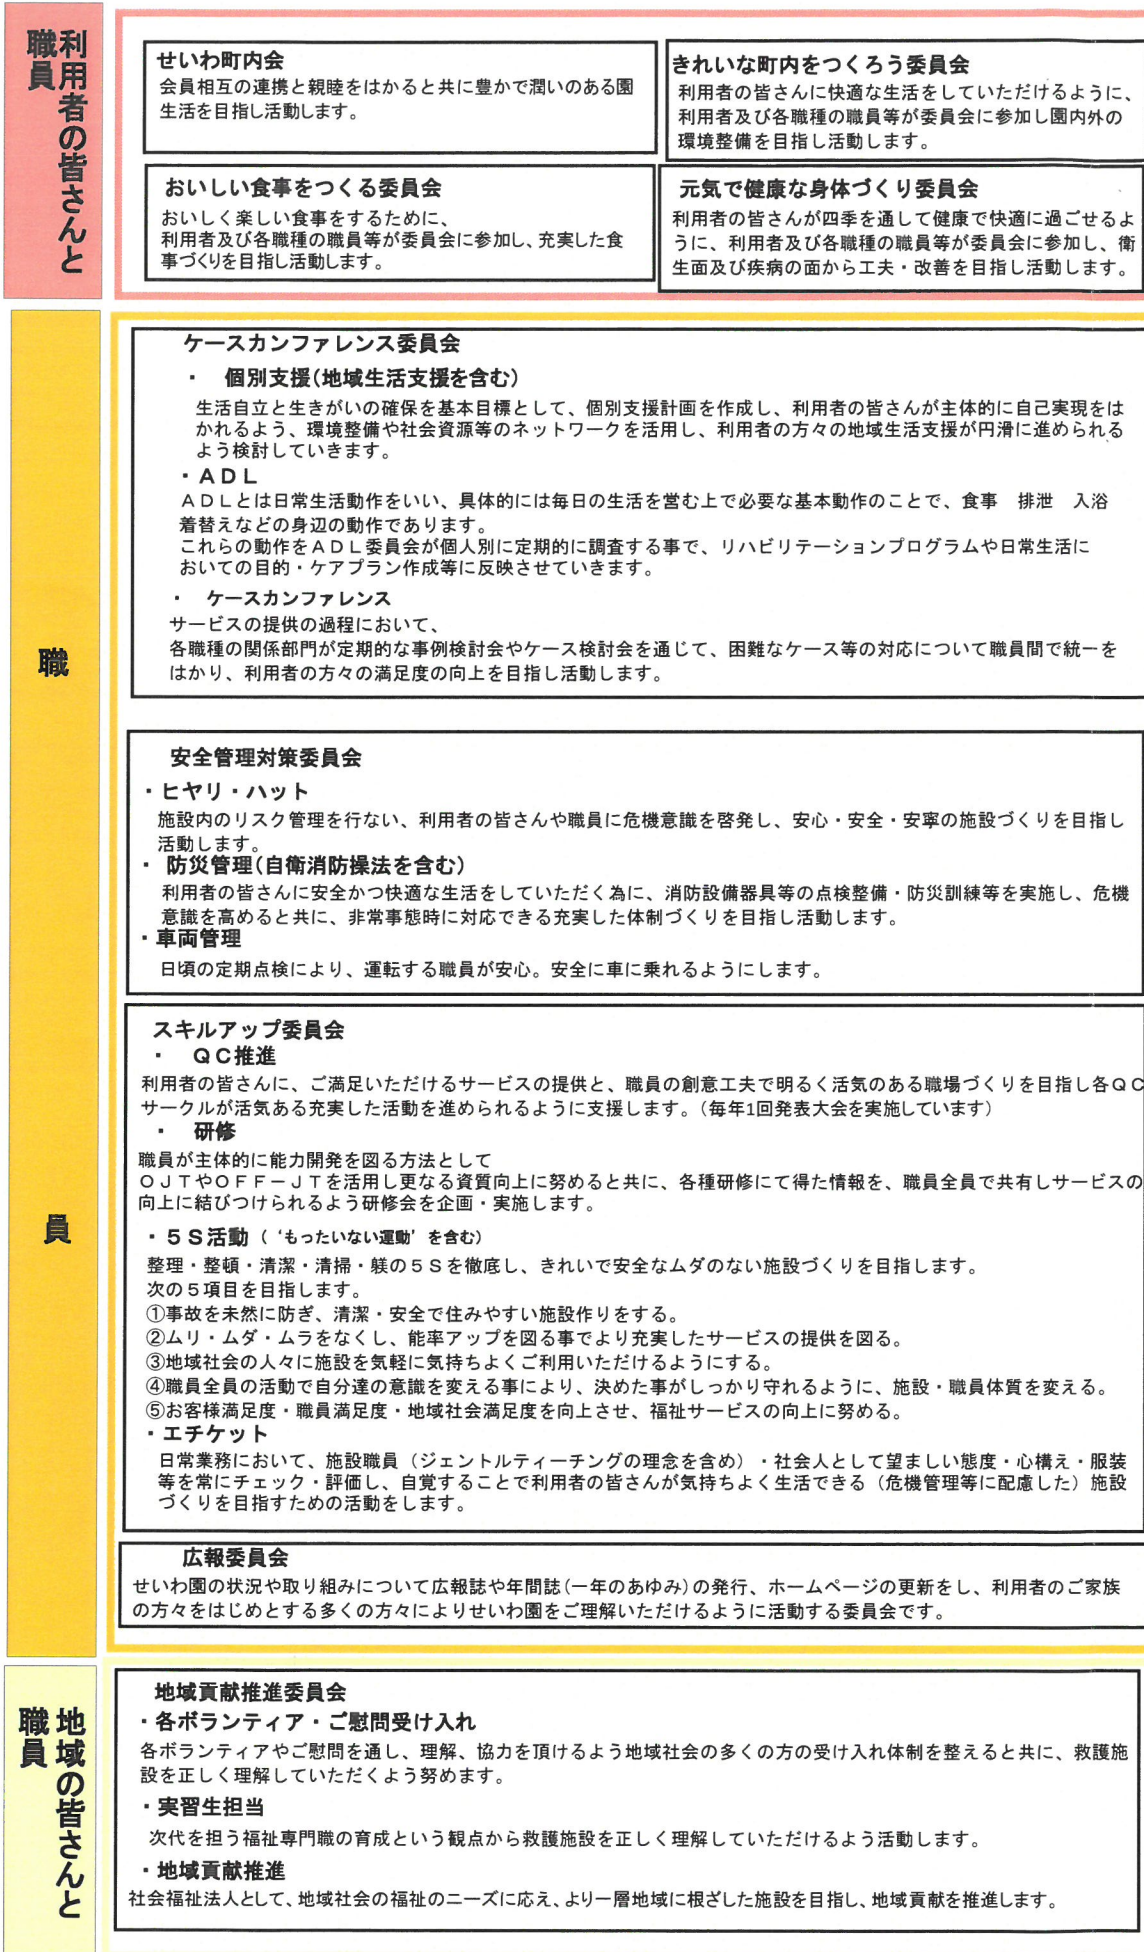 利用者の皆さんと
職員
せいわ町内会
会員相互の連携と親睦をはかると共に豊かで潤いのある園
生活を目指し活動します。
きれいな町内をつくろう委員会
利用者の皆さんに快適な生活をしていただけるように、
利用者及び各職種の職員等が委員会に参加し園内外の
環境整備を目指し活動します。
おいしい食事をつくる委員会
おいしく楽しい食事をするために、
利用者及び各職種の職員等が委員会に参加し、充実した食
事づくりを目指し活動します。
元気で健康な身体づくり委員会
利用者の皆さんが四季を通して健康で快適に過ごせるよ
うに、利用者及び各職種の職員等が委員会に参加し、衛
生面及び疾病の面から工夫・改善を目指し活動します。
職員
ケースカンファレンス委員会
・ 個別支援(地域生活支援を含む)
生活自立と生きがいの確保を基本目標として、個別支援計画を作成し、利用者の皆さんが主体的に自己実現をは
かれるよう、環境整備や社会資源等のネットワークを活用し、利用者の方々の地域生活支援が円滑に進められる
よう検討していきます。
・ＡＤＬ
ＡＤＬとは日常生活動作をいい、具体的には毎日の生活を営む上で必要な基本動作のことで、食事　排泄　入浴
着替えなどの身辺の動作であります。
これらの動作をＡＤＬ委員会が個人別に定期的に調査する事で、リハビリテーションプログラムや日常生活に
おいての目的・ケアプラン作成等に反映させていきます。
・ ケースカンファレンス
サービスの提供の過程において、
各職種の関係部門が定期的な事例検討会やケース検討会を通じて、困難なケース等の対応について職員間で統一を
はかり、利用者の方々の満足度の向上を目指し活動します。
安全管理対策委員会
・ヒヤリ・ハット
施設内のリスク管理を行ない、利用者の皆さんや職員に危機意識を啓発し、安心・安全・安寧の施設づくりを目指し
活動します。
・ 防災管理(自衛消防操法を含む)
利用者の皆さんに安全かつ快適な生活をしていただく為に、消防設備器具等の点検整備・防災訓練等を実施し、危機
意識を高めると共に、非常事態時に対応できる充実した体制づくりを目指し活動します。
・車両管理
日頃の定期点検により、運転する職員が安心。安全に車に乗れるようにします。
スキルアップ委員会
・ ＱＣ推進
利用者の皆さんに、ご満足いただけるサービスの提供と、職員の創意工夫で明るく活気のある職場づくりを目指し各ＱＣ
サークルが活気ある充実した活動を進められるように支援します。(毎年1回発表大会を実施しています)
・ 研修
職員が主体的に能力開発を図る方法として
ＯＪＴやＯＦＦ－ＪＴを活用し更なる資質向上に努めると共に、各種研修にて得た情報を、職員全員で共有しサービスの
向上に結びつけられるよう研修会を企画・実施します。
・５Ｓ活動（‘もったいない運動’を含む）
整理・整頓・清潔・清掃・躾の５Ｓを徹底し、きれいで安全なムダのない施設づくりを目指します。
次の５項目を目指します。
①事故を未然に防ぎ、清潔・安全で住みやすい施設作りをする。
②ムリ・ムダ・ムラをなくし、能率アップを図る事でより充実したサービスの提供を図る。
③地域社会の人々に施設を気軽に気持ちよくご利用いただけるようにする。
④職員全員の活動で自分達の意識を変える事により、決めた事がしっかり守れるように、施設・職員体質を変える。
⑤お客様満足度・職員満足度・地域社会満足度を向上させ、福祉サービスの向上に努める。
・エチケット
日常業務において、施設職員（ジェントルティーチングの理念を含め）・社会人として望ましい態度・心構え・服装
等を常にチェック・評価し、自覚することで利用者の皆さんが気持ちよく生活できる（危機管理等に配慮した）施設
づくりを目指すための活動をします。
広報委員会
せいわ園の状況や取り組みについて広報誌や年間誌(一年のあゆみ)の発行、ホームページの更新をし、利用者のご家族
の方々をはじめとする多くの方々によりせいわ園をご理解いただけるように活動する委員会です。
地域の皆さんと
職員
地域貢献推進委員会
・各ボランティア・ご慰問受け入れ
各ボランティアやご慰問を通し、理解、協力を頂けるよう地域社会の多くの方の受け入れ体制を整えると共に、救護施
設を正しく理解していただくよう努めます。
・実習生担当
次代を担う福祉専門職の育成という観点から救護施設を正しく理解していただけるよう活動します。
・地域貢献推進
社会福祉法人として、地域社会の福祉のニーズに応え、より一層地域に根ざした施設を目指し、地域貢献を推進します。